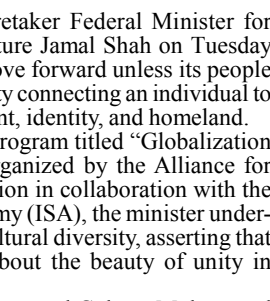 retaker Federal Minister for
ture Jamal Shah on Tuesday
ove forward unless its people
ty connecting an individual to
nt, identity, and homeland.
rogram titled “Globalization
rganized by the Alliance for
ion in collaboration with the
my (ISA), the minister under-
ltural diversity, asserting that
bout the beauty of unity in